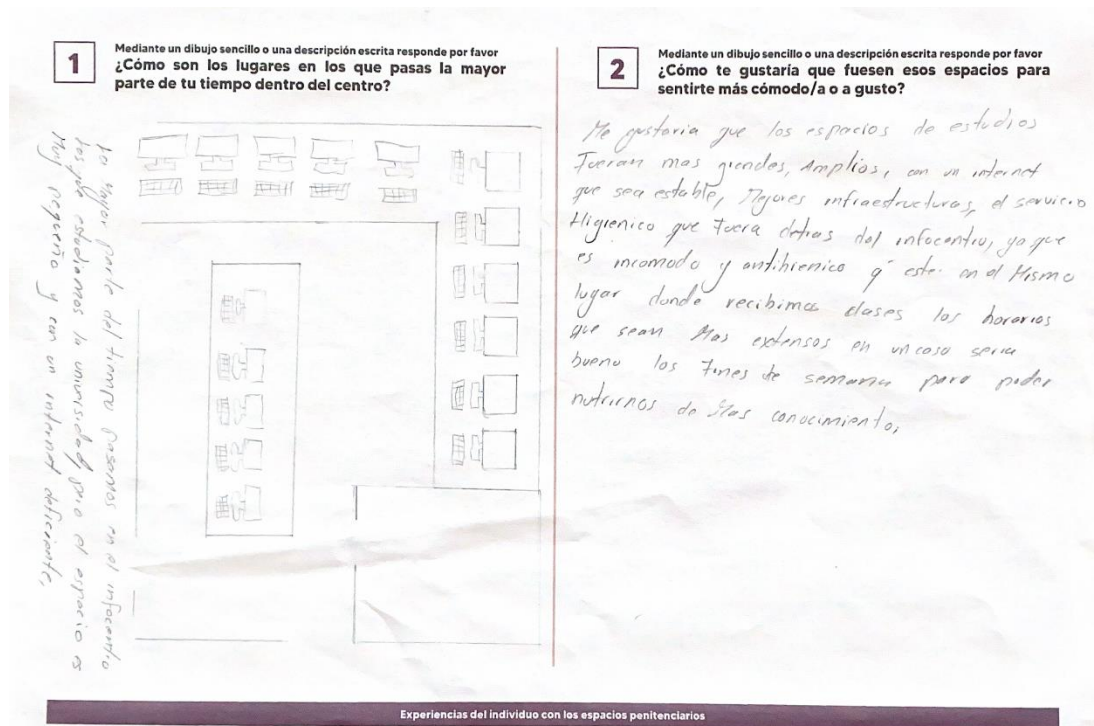 1
Mediante un dibujo sencillo o una descripción escrita responde por favor
¿Cómo son los lugares en los que pasas la mayor
parte de tu tiempo dentro del centro?
La mayor parte del tiempo pasamos en el infocentro
los que estudiamos la universidad, pero el espacio es
Muy pequeño y con un internet deficiente,
2
Mediante un dibujo sencillo o una descripción escrita responde por favor
¿Cómo te gustaría que fuesen esos espacios para
sentirte más cómodo/a o a gusto?
Me gustaria que los espacios de estudios
Fueran mas grandes, Amplios, con un internet
que sea estable, Mejores infraestructuras, el servicio
Higienico que Fuera detras del infocentro, ya que
es incomodo y antihienico q' este en el Mismo
lugar donde recibimos clases los horarios
que sean Mas extensos en un caso seria
bueno los Fines de semana para poder
nutrirnos de Mas conocimiento,
Experiencias del individuo con los espacios penitenciarios